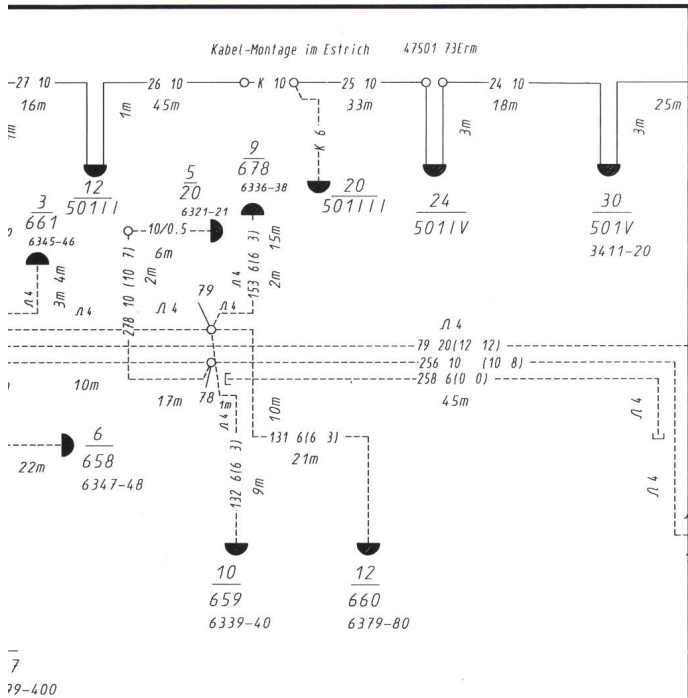 Kabel-Montage im Estrich 47501 73Erm
27 10 26 10 K 10 25 10 24 10
16m 45m 33m 18m 25m
1m 3m 3m
K 6
12
501II
5
20
6321-21
9
678
6336-38
20
501III
24
501IV
30
501V
3411-20
3
661
6345-46
10/0.5
6m
278 10 (10 7)
2m
153 6(6 3)
2m 15m
Л 4
3m 4m
Л 4
Л 4
79
Л 4
Л 4
Л 4
79 20(12 12)
256 10 (10 8)
258 6(0 0)
45m
10m
17m
78
1m
Л 4
10m
Л 4
Л 4
131 6(6 3)
21m
132 6(6 3)
9m
22m
6
658
6347-48
10
659
6339-40
12
660
6379-80
7
99-400